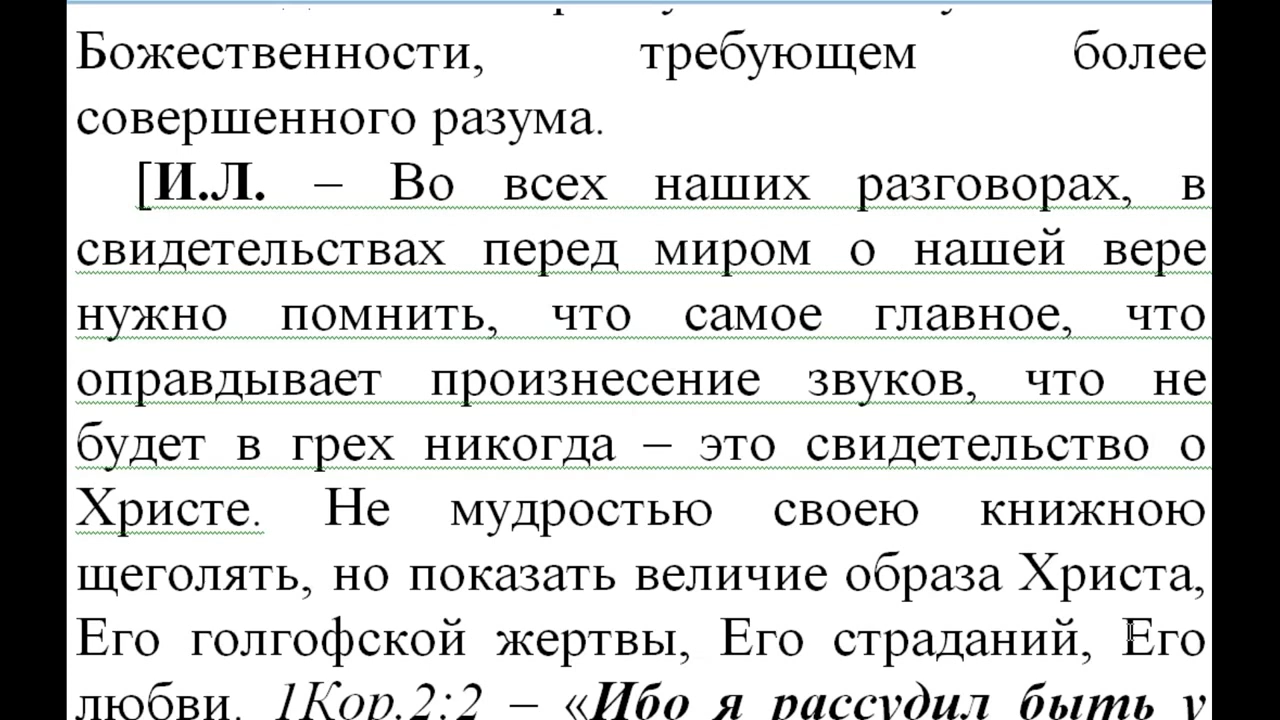 Божественности, требующем более
совершенного разума.
[И.Л. – Во всех наших разговорах, в
свидетельствах перед миром о нашей вере
нужно помнить, что самое главное, что
оправдывает произнесение звуков, что не
будет в грех никогда – это свидетельство о
Христе. Не мудростью своею книжною
щеголять, но показать величие образа Христа,
Его голгофской жертвы, Его страданий, Его
любви. 1Кор.2:2 – «Ибо я рассудил быть у